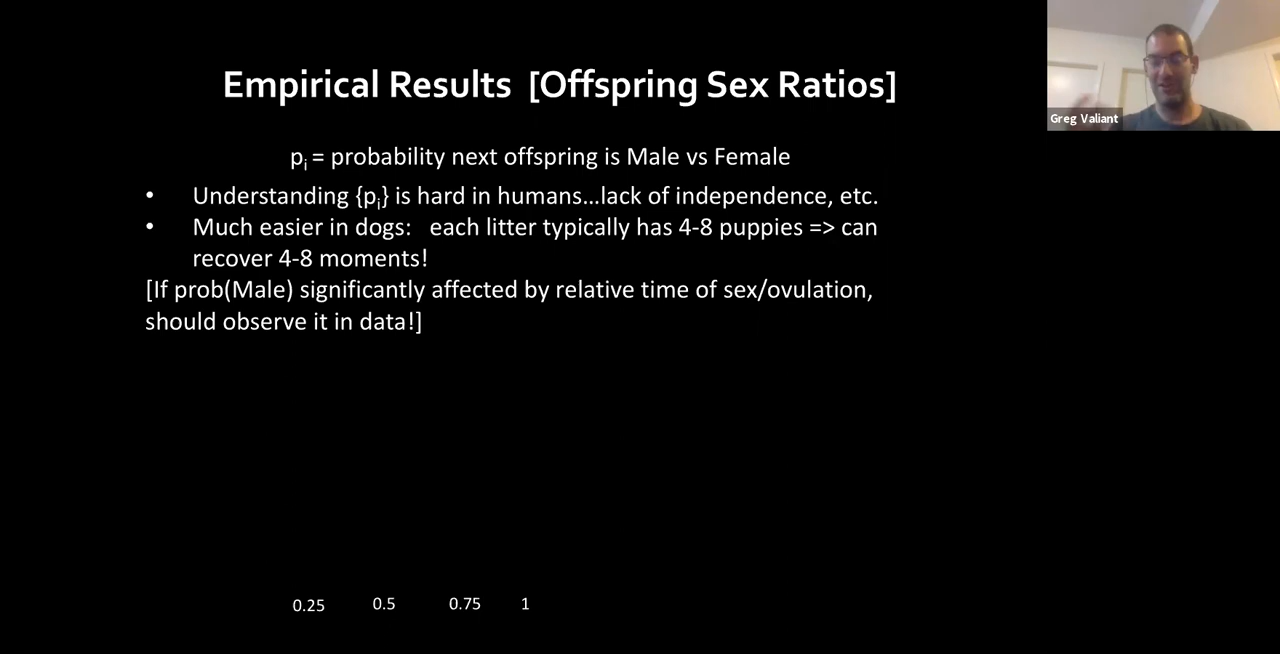 Empirical Results [Offspring Sex Ratios]
Greg Valiant
pi = probability next offspring is Male vs Female
• Understanding {pi} is hard in humans...lack of independence, etc.
• Much easier in dogs: each litter typically has 4-8 puppies => can
recover 4-8 moments!
[If prob(Male) significantly affected by relative time of sex/ovulation,
should observe it in data!]
0.25 0.5 0.75 1